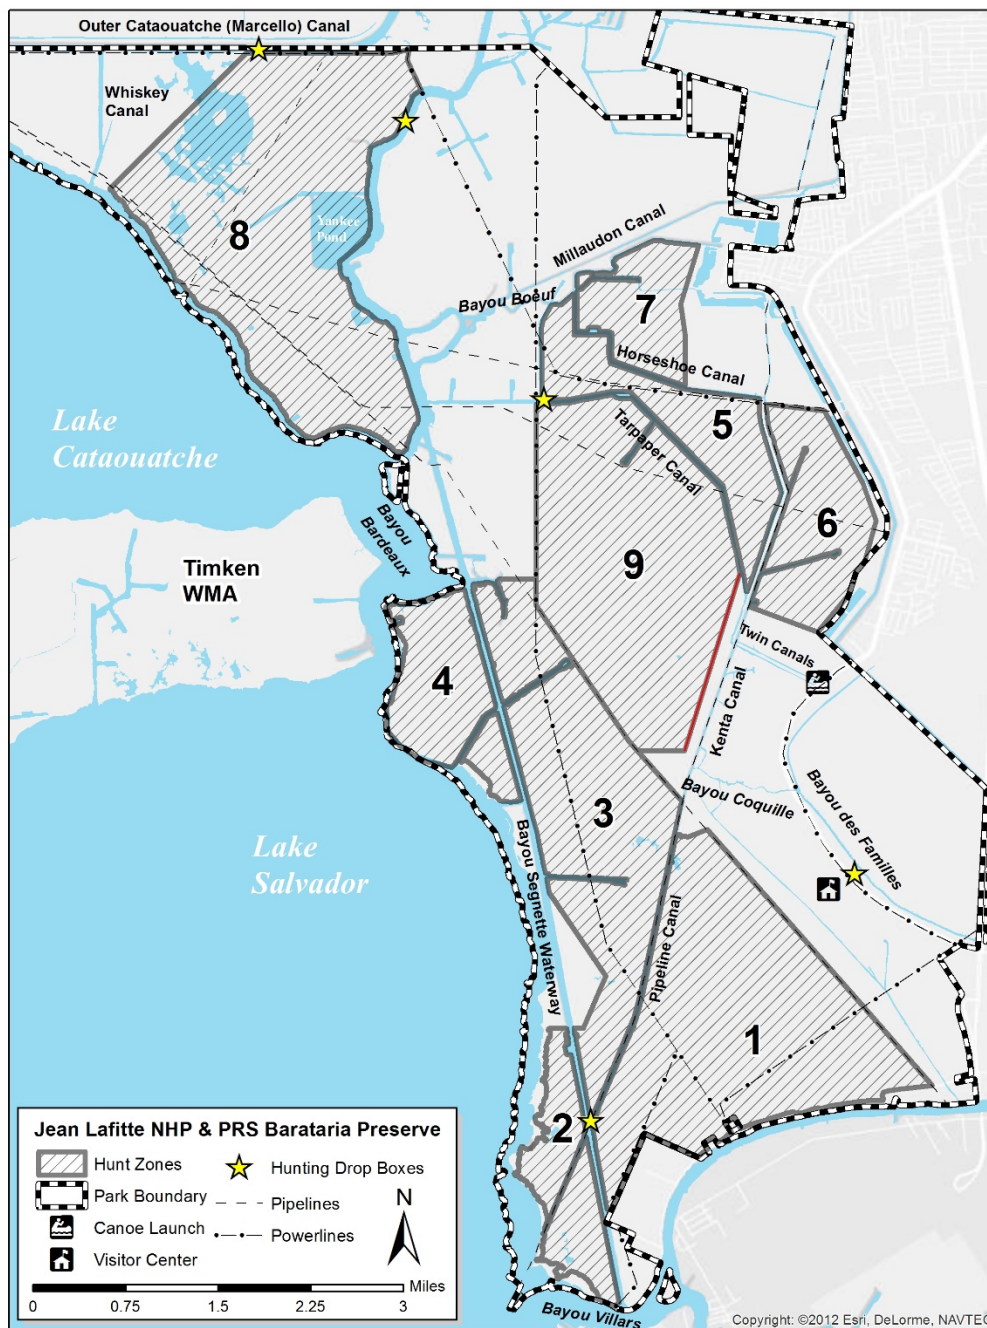 Outer Cataouatche (Marcello) Canal
Whiskey
Canal
8
Yankee
Pond
Millaudon Canal
Bayou Boeuf
7
Horseshoe Canal
5
Tarpaper Canal
Lake
Cataouatche
Bayou
Bardeaux
6
9
Timken
WMA
Twin Canals
4
Kenta Canal
Bayou Coquille
Bayou des Familles
3
Lake
Salvador
Bayou Segnette Waterway
Pipeline Canal
1
2
Jean Lafitte NHP & PRS Barataria Preserve
Hunt Zones
Hunting Drop Boxes
Park Boundary
Pipelines
N
Canoe Launch
Powerlines
Visitor Center
Miles
0 0.75 1.5 2.25 3
Bayou Villars
Copyright: ©2012 Esri, DeLorme, NAVTEQ